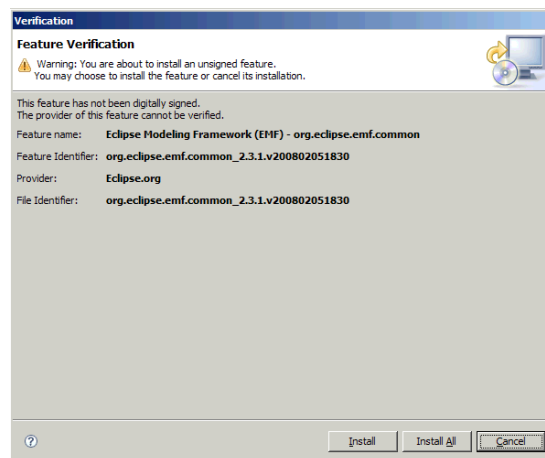 Verification
Feature Verification
Warning: You are about to install an unsigned feature.
You may choose to install the feature or cancel its installation.
This feature has not been digitally signed.
The provider of this feature cannot be verified.
Feature name: Eclipse Modeling Framework (EMF) - org.eclipse.emf.common
Feature Identifier: org.eclipse.emf.common_2.3.1.v200802051830
Provider: Eclipse.org
File Identifier: org.eclipse.emf.common_2.3.1.v200802051830
? Install Install All Cancel